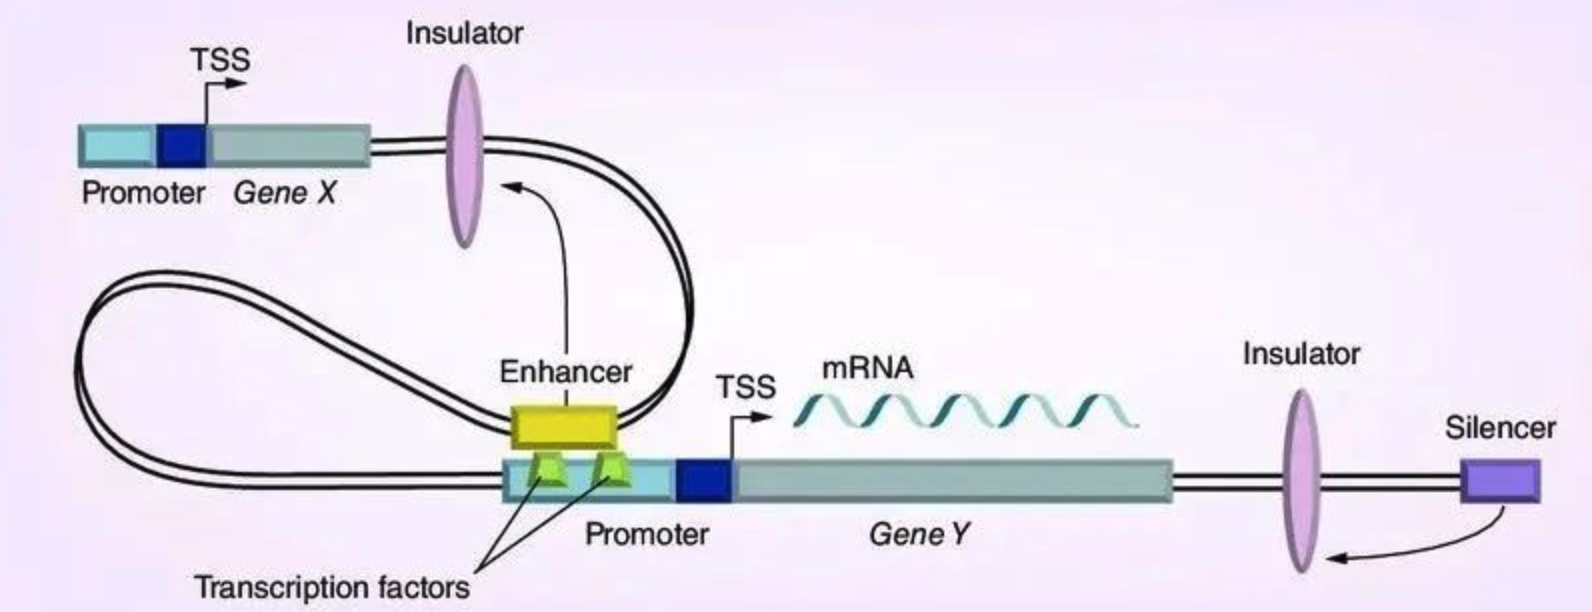 Insulator
TSS
Promoter Gene X
Enhancer
TSS
mRNA
Insulator
Silencer
Promoter
Gene Y
Transcription factors